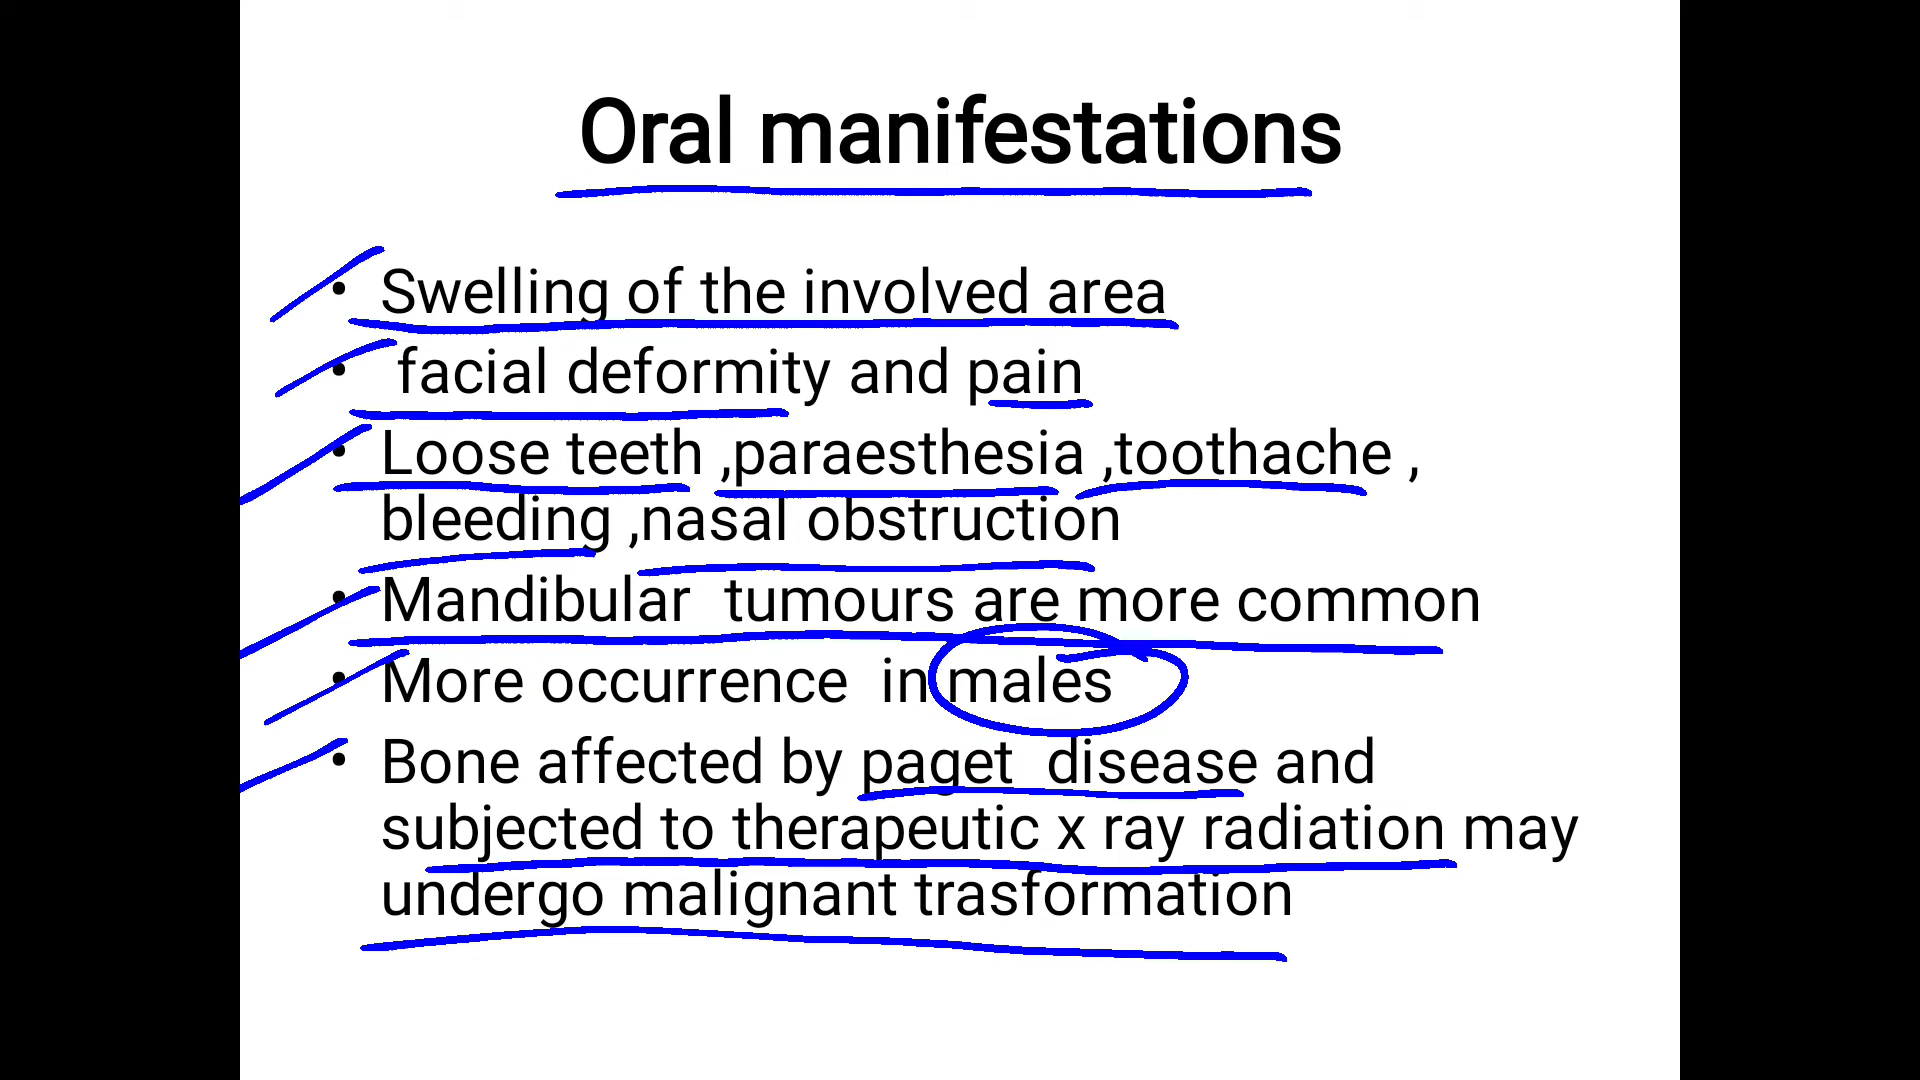 Oral manifestations
• Swelling of the involved area
• facial deformity and pain
• Loose teeth ,paraesthesia ,toothache ,
bleeding ,nasal obstruction
• Mandibular tumours are more common
• More occurrence in males
• Bone affected by paget disease and
subjected to therapeutic x ray radiation may
undergo malignant trasformation